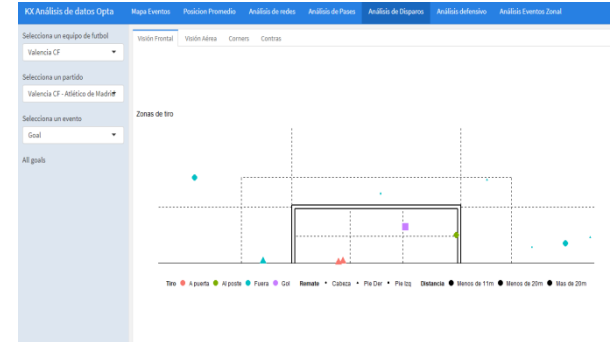 KX Análisis de datos Opta
Mapa Eventos Posicion Promedio Análisis de redes Análisis de Pases Análisis de Disparos Análisis defensivo Análisis Eventos Zonal
Selecciona un equipo de futbol
Valencia CF
Selecciona un partido
Valencia CF - Atlético de Madrid
Selecciona un evento
Goal
All goals
Visión Frontal Visión Aérea Corners Contras
Zonas de tiro
Tiro A puerta Al poste Fuera Gol Remate Cabeza Pie Der Pie Izq Distancia Menos de 11m Menos de 20m Mas de 20m